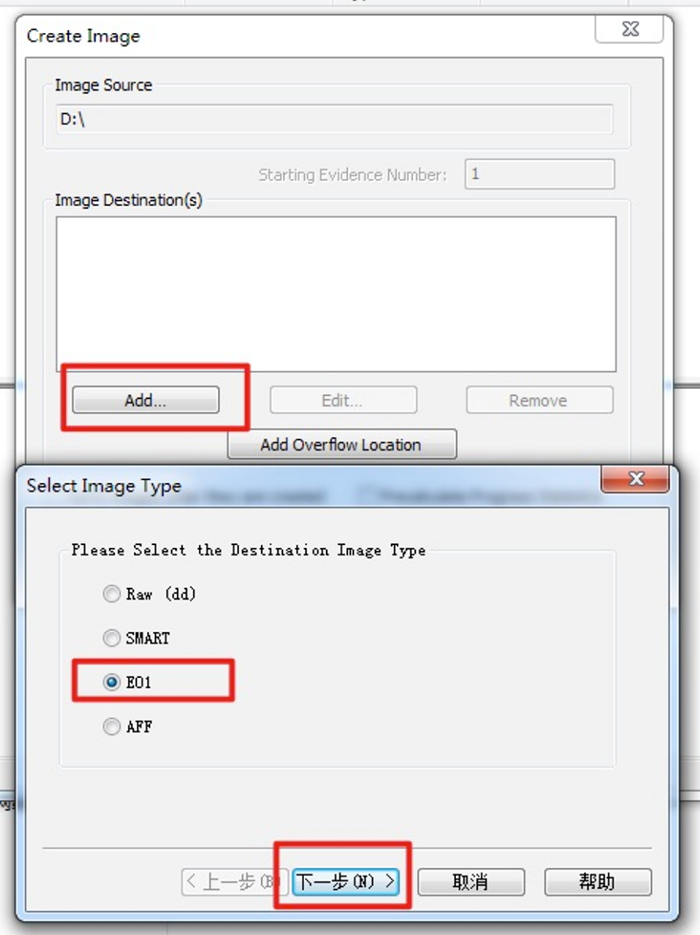 Create Image
Image Source
D:\
Starting Evidence Number: 1
Image Destination(s)
Add...
Edit...
Remove
Add Overflow Location
Select Image Type
Please Select the Destination Image Type
Raw (dd)
SMART
E01
AFF
< 上一步(B)
下一步(N) >
取消
帮助